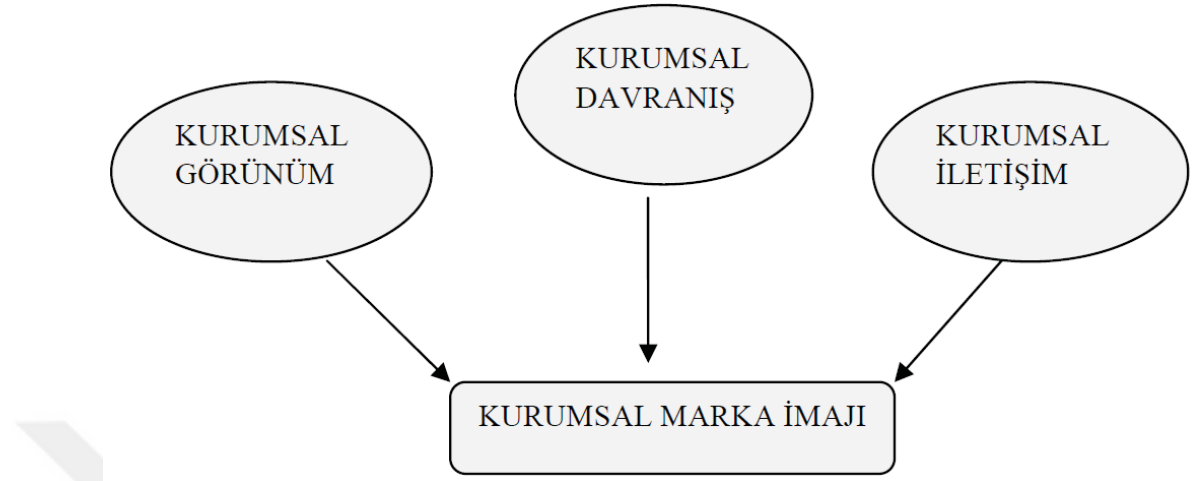 KURUMSAL
GÖRÜNÜM
KURUMSAL
DAVRANIŞ
KURUMSAL
İLETİŞİM
KURUMSAL MARKA İMAJI